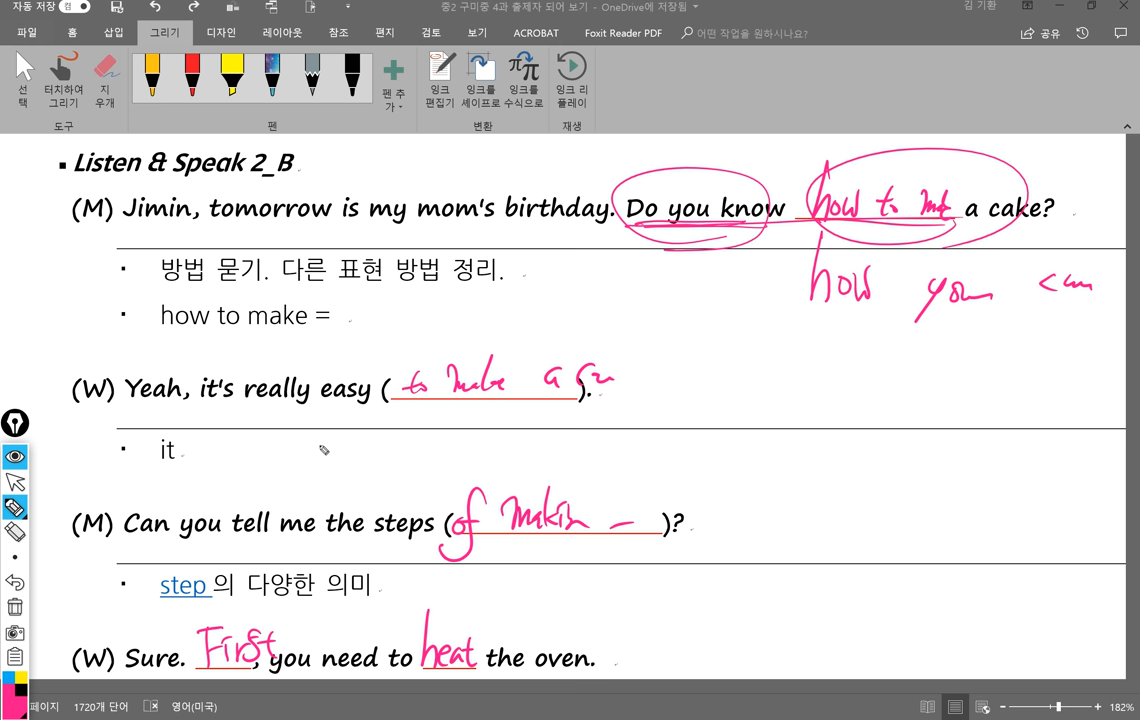 자동 저장 켬 중2 구미중 4과 출제자 되어 보기 - OneDrive에 저장됨 김 기환
파일 홈 삽입 그리기 디자인 레이아웃 참조 편지 검토 보기 ACROBAT Foxit Reader PDF 어떤 작업을 원하시나요? 공유
선택 터치하여 그리기 지우개 펜 추가 잉크 편집기 잉크를 셰이프로 잉크를 수식으로 잉크 리플레이
도구 펜 변환 재생
▪ Listen & Speak 2_B
(M) Jimin, tomorrow is my mom's birthday. Do you know how to a cake?
how you can
· 방법 묻기. 다른 표현 방법 정리.
· how to make =
(W) Yeah, it's really easy (to make a ).
· it
(M) Can you tell me the steps (of making -)?
· step의 다양한 의미
(W) Sure. First, you need to heat the oven.
페이지 1720개 단어 영어(미국) 182%